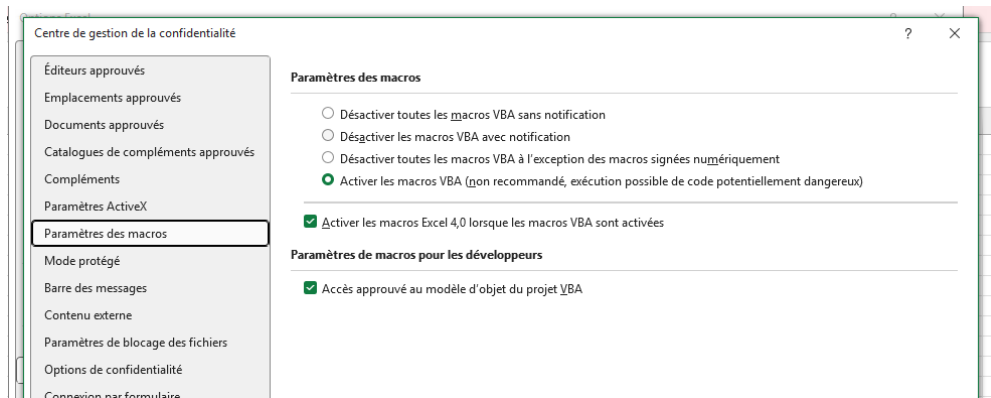 Options Excel
?
Centre de gestion de la confidentialité
?
Éditeurs approuvés
Emplacements approuvés
Documents approuvés
Catalogues de compléments approuvés
Compléments
Paramètres ActiveX
Paramètres des macros
Mode protégé
Barre des messages
Contenu externe
Paramètres de blocage des fichiers
Options de confidentialité
Connexion par formulaire
Paramètres des macros
Désactiver toutes les macros VBA sans notification
Désactiver les macros VBA avec notification
Désactiver toutes les macros VBA à l'exception des macros signées numériquement
Activer les macros VBA (non recommandé, exécution possible de code potentiellement dangereux)
Activer les macros Excel 4,0 lorsque les macros VBA sont activées
Paramètres de macros pour les développeurs
Accès approuvé au modèle d'objet du projet VBA